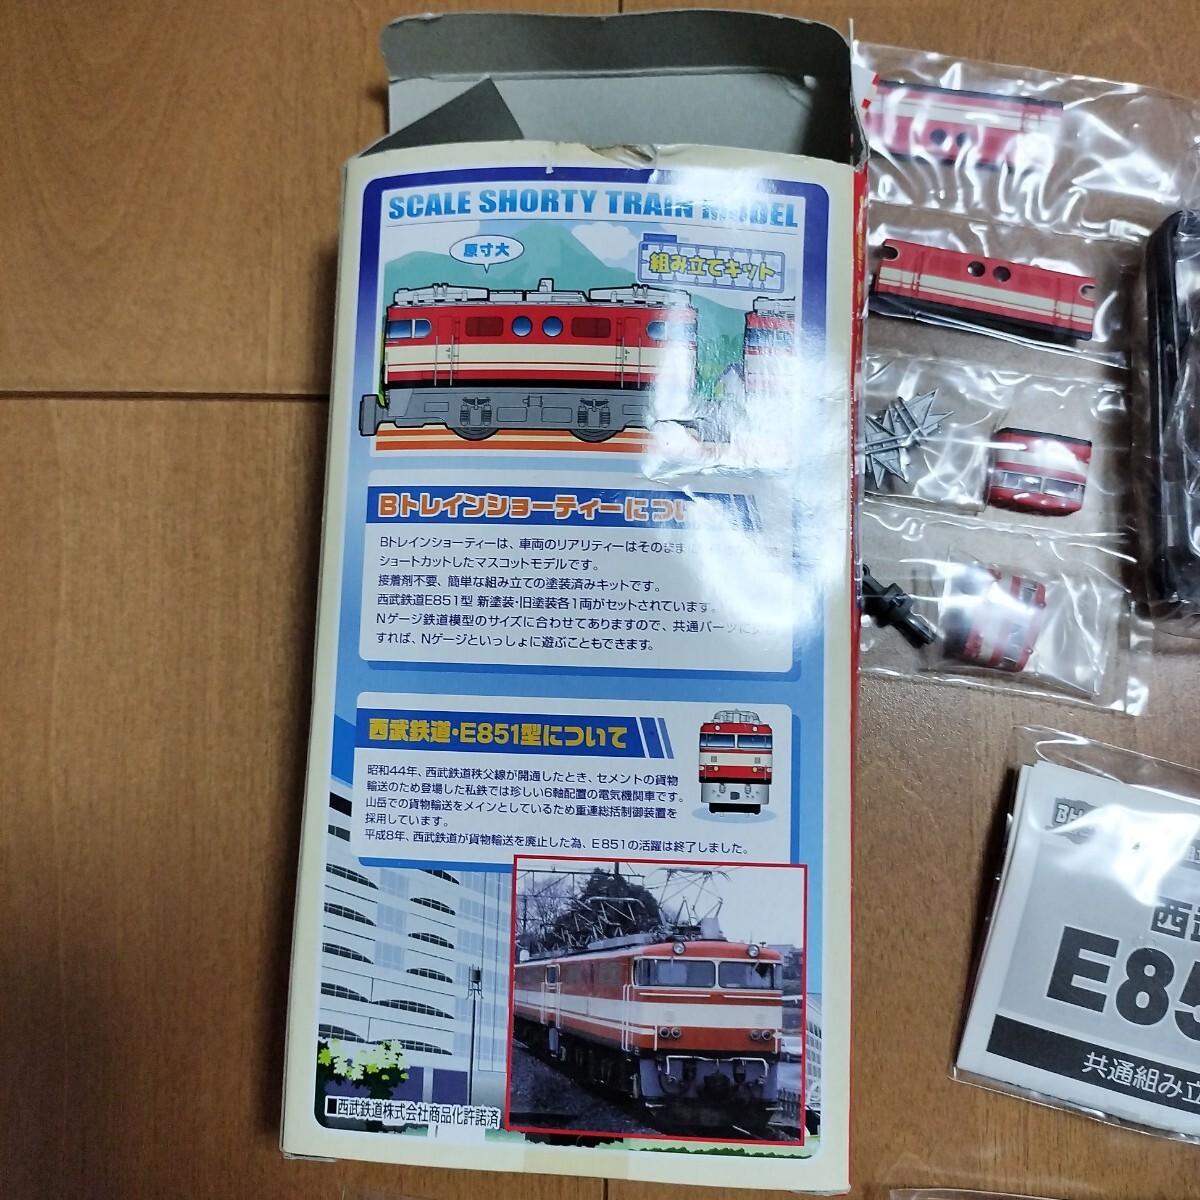 SCALE SHORTY TRAIN MODEL
原寸大
組み立てキット
Bトレインショーティーについ
Bトレインショーティーは、車両のリアリティーはそのまま
ショートカットしたマスコットモデルです。
接着剤不要、簡単な組み立ての塗装済みキットです。
西武鉄道E851型 新塗装・旧塗装各1両がセットされています。
Nゲージ鉄道模型のサイズに合わせてありますので、共通パーツに
すれば、Nゲージといっしょに遊ぶこともできます。
西武鉄道・E851型について
昭和44年、西武鉄道秩父線が開通したとき、セメントの貨物
輸送のため登場した私鉄では珍しい6軸配置の電気機関車です。
山岳での貨物輸送をメインとしているため重連総括制御装置を
採用しています。
平成8年、西武鉄道が貨物輸送を廃止した為、E851の活躍は終了しました。
■西武鉄道株式会社商品化許諾済
西武
E85
共通組み立